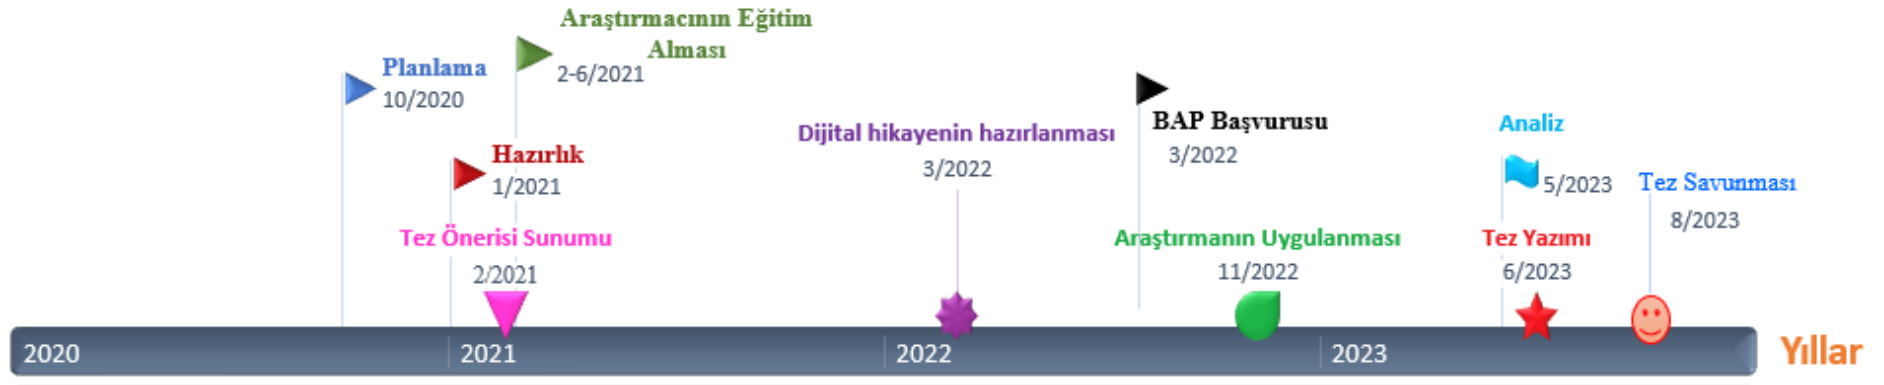 Araştırmacının Eğitim
Alması
2-6/2021
Planlama
10/2020
Hazırlık
1/2021
Tez Önerisi Sunumu
2/2021
Dijital hikayenin hazırlanması
3/2022
BAP Başvurusu
3/2022
Araştırmanın Uygulanması
11/2022
Analiz
5/2023
Tez Yazımı
6/2023
Tez Savunması
8/2023
2020
2021
2022
2023
Yıllar